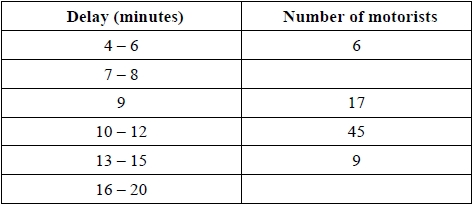 Delay (minutes) Number of motorists
4 – 6 6
7 – 8
9 17
10 – 12 45
13 – 15 9
16 – 20